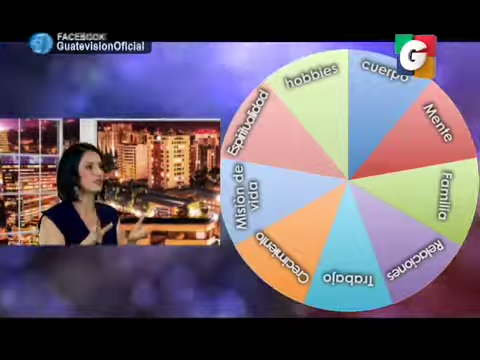 FACEBOOK
GuatevisionOficial
G
cuerpo
Mente
Familia
Relaciones
Trabajo
Crecimiento
Misión de
vida
Espiritualidad
hobbies